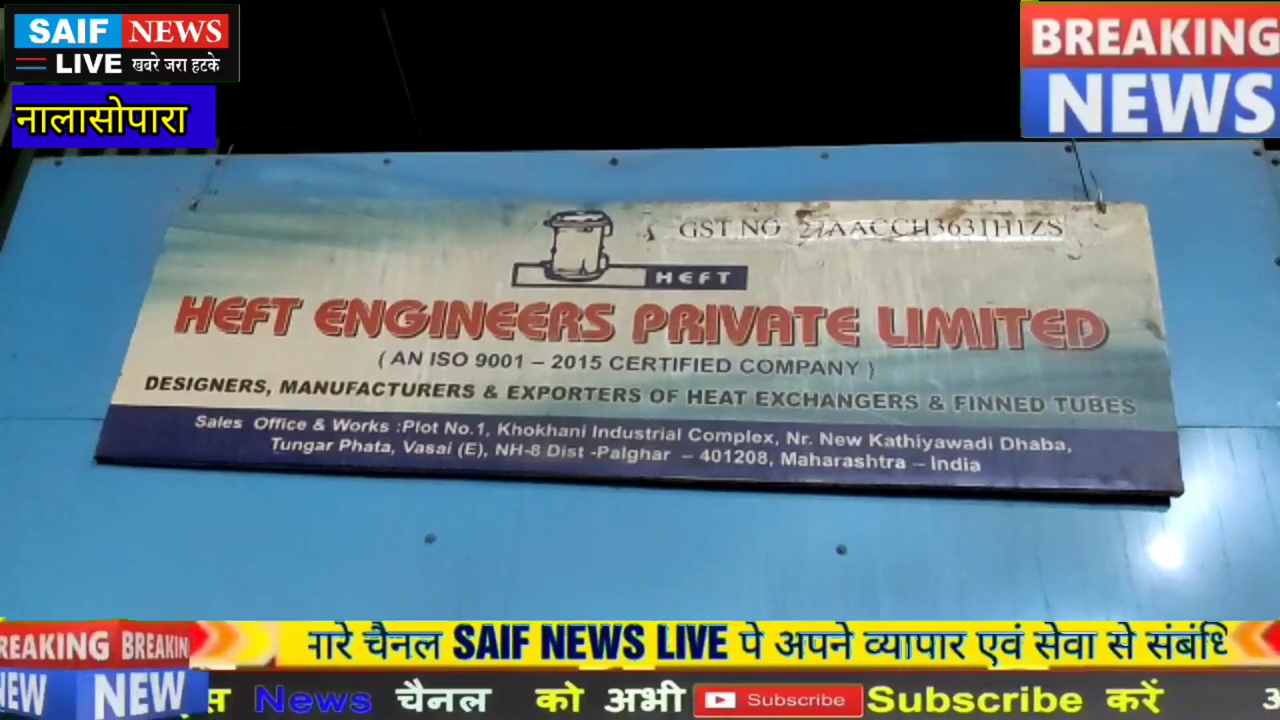 SAIF NEWS
LIVE खबरे जरा हटके
BREAKING
NEWS
नालासोपारा
GST NO 27AACCH3631H1ZS
HEFT
HEFT ENGINEERS PRIVATE LIMITED
( AN ISO 9001 – 2015 CERTIFIED COMPANY )
DESIGNERS, MANUFACTURERS & EXPORTERS OF HEAT EXCHANGERS & FINNED TUBES
Sales Office & Works :Plot No.1, Khokhani Industrial Complex, Nr. New Kathiyawadi Dhaba,
Tungar Phata, Vasai (E), NH-8 Dist -Palghar – 401208, Maharashtra – India
चैनल SAIF NEWS LIVE पे अपने व्यापार एवं सेवा से
BREAKING
NEW
News चैनल को अभी Subscribe Subscribe करें